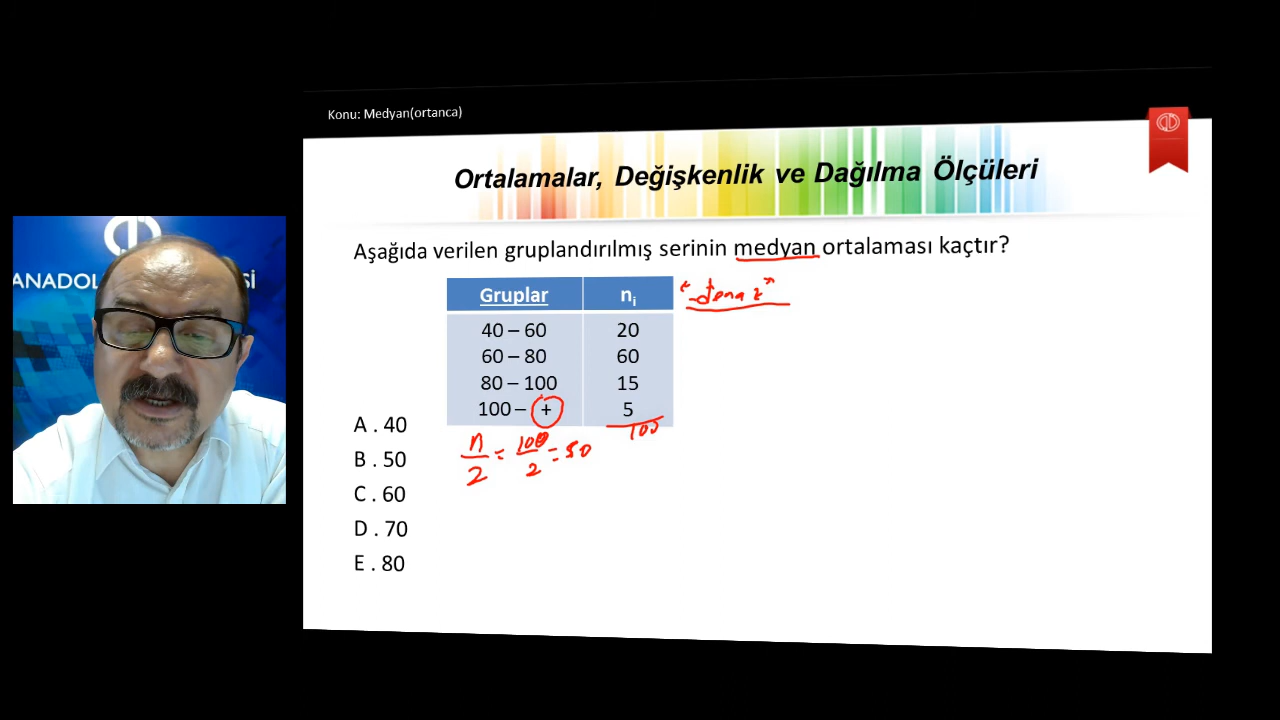 Konu: Medyan(ortanca)
Ortalamalar, Değişkenlik ve Dağılma Ölçüleri
ANADOL
Sİ
Aşağıda verilen gruplandırılmış serinin medyan ortalaması kaçtır?
Gruplar ni
40 – 60 20
60 – 80 60
80 – 100 15
100 – + 5
100
n/2 = 100/2 = 50
A . 40
B . 50
C . 60
D . 70
E . 80